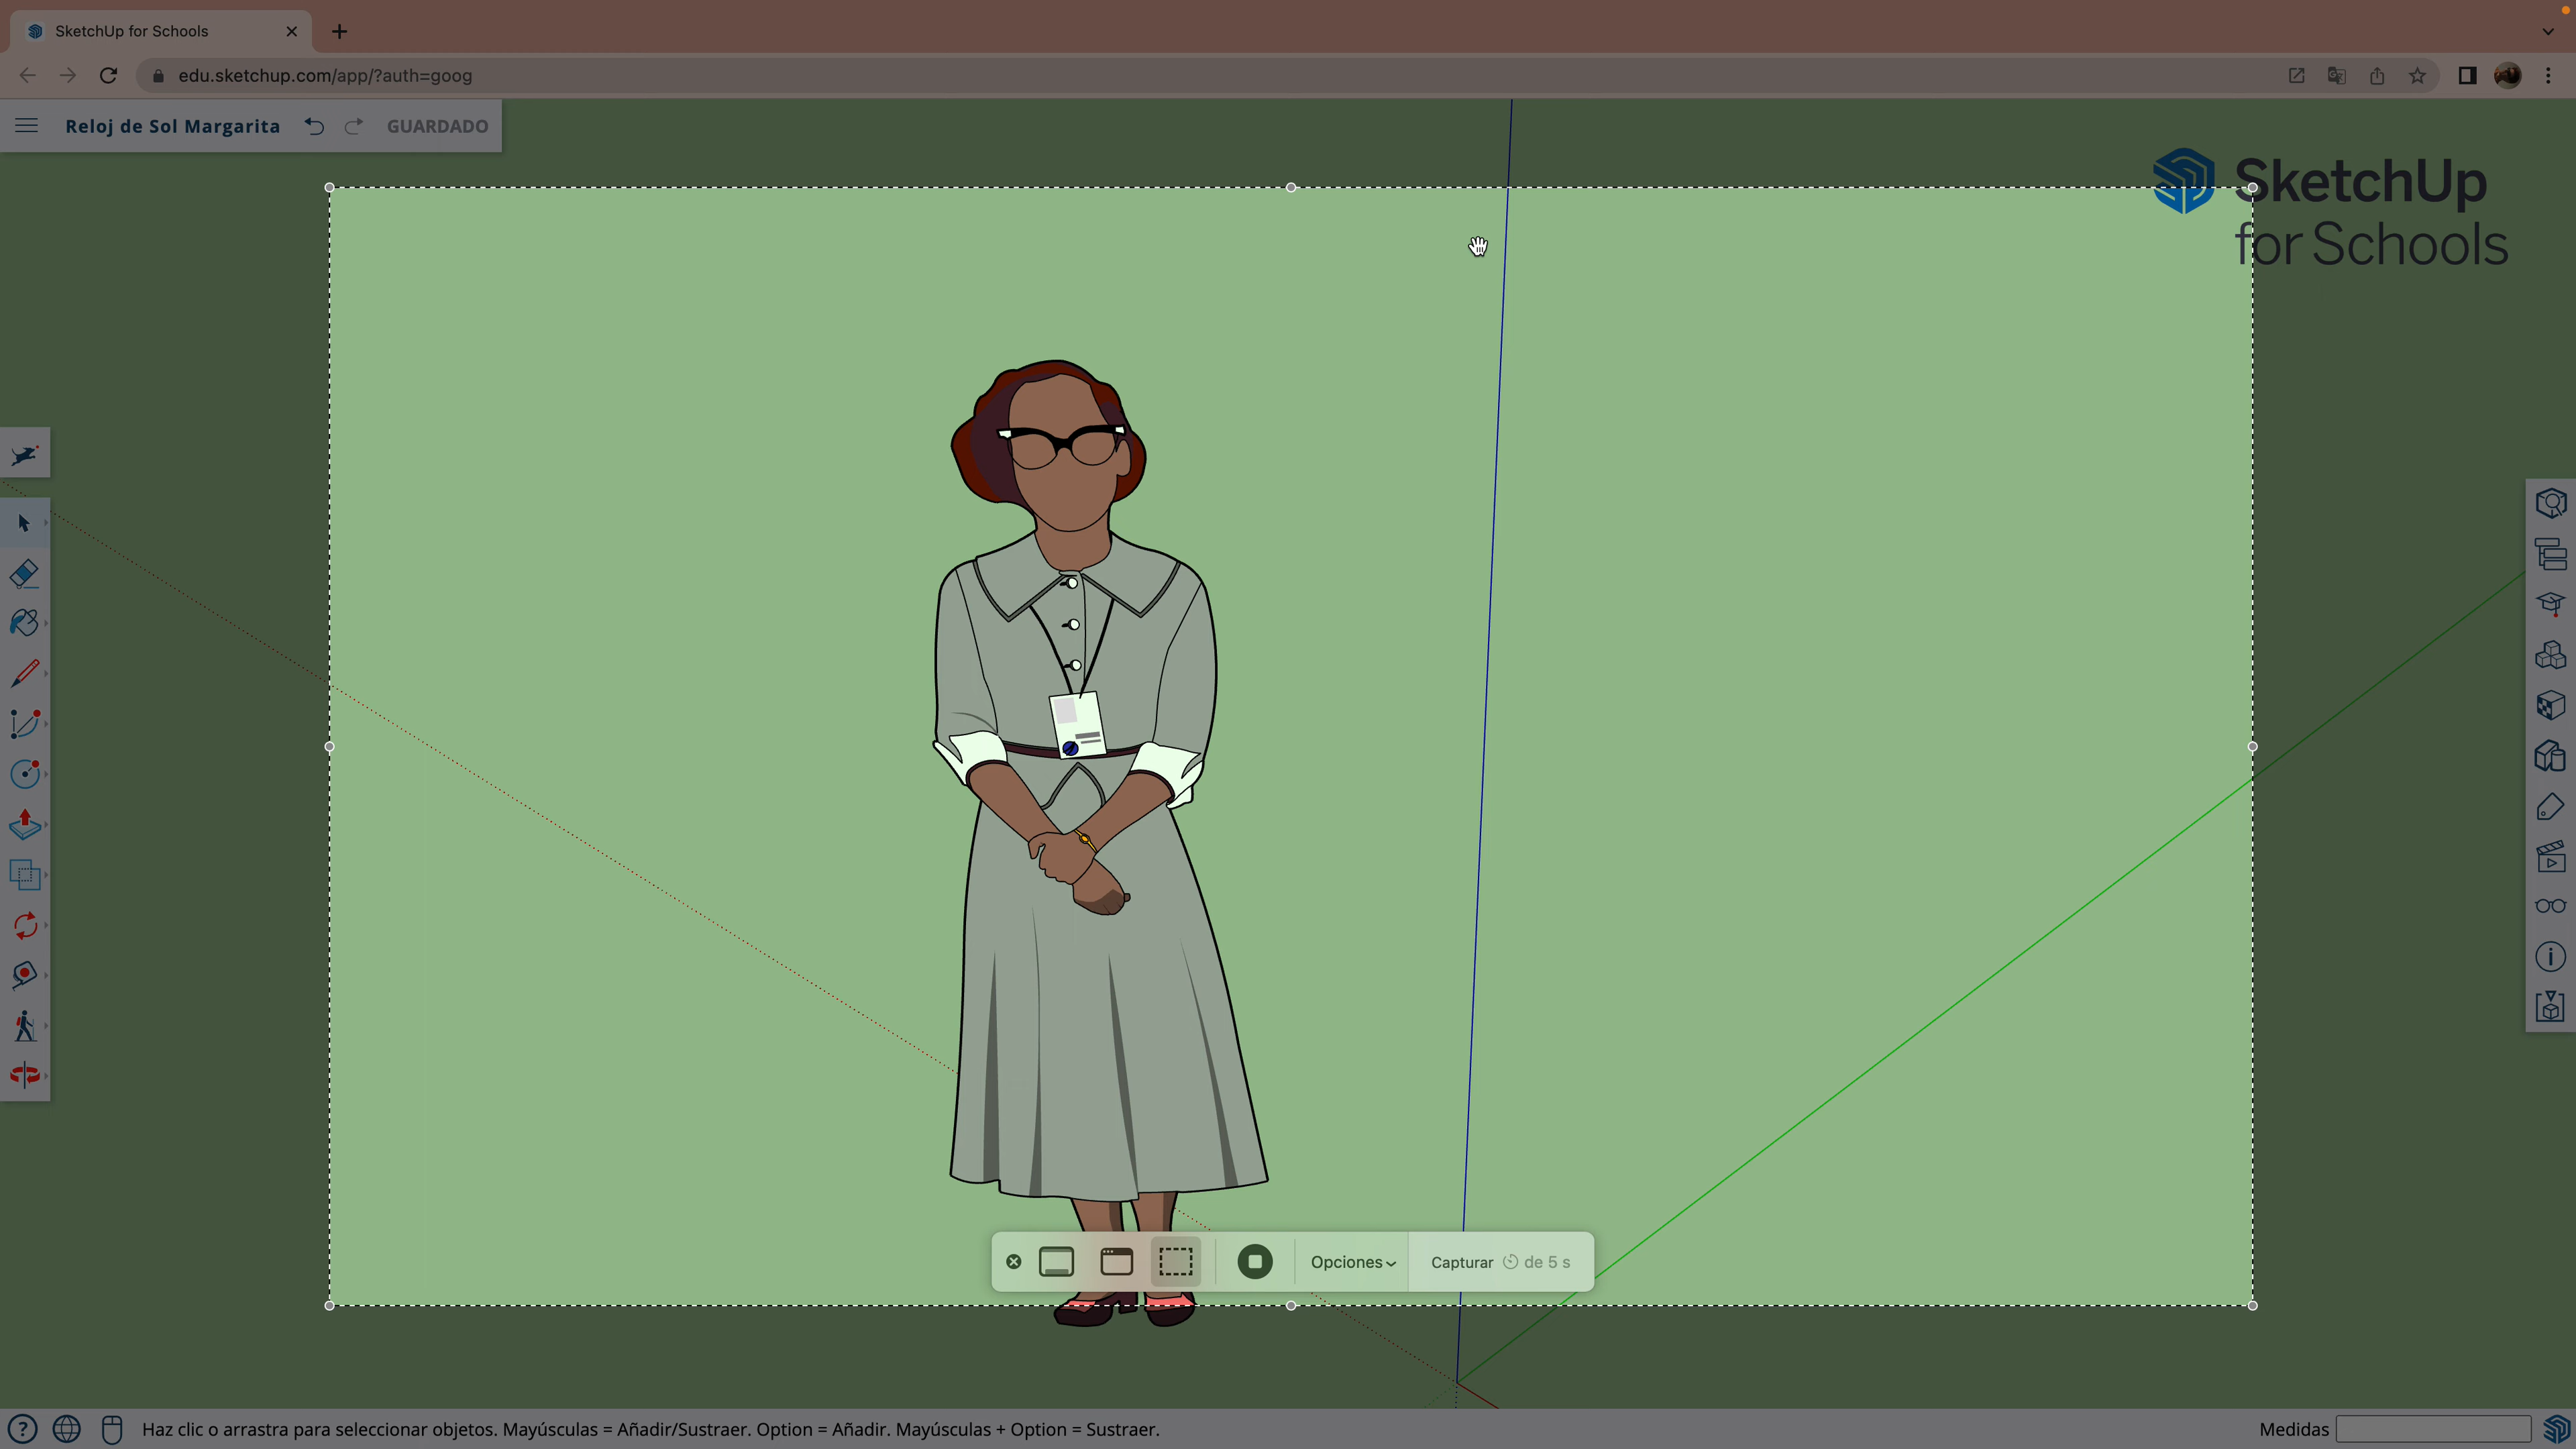 SketchUp for Schools
edu.sketchup.com/app/?auth=goog
Reloj de Sol Margarita
GUARDADO
SketchUp
for Schools
Opciones
Capturar de 5 s
Haz clic o arrastra para seleccionar objetos. Mayúsculas = Añadir/Sustraer. Option = Añadir. Mayúsculas + Option = Sustraer.
Medidas